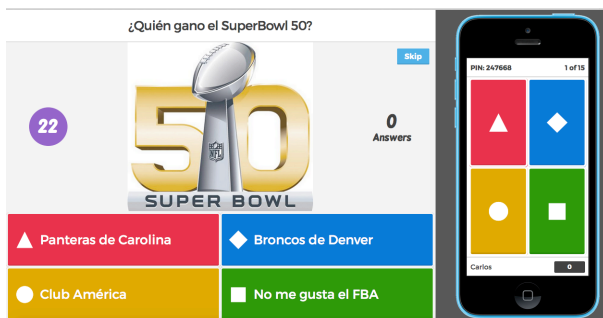 ¿Quién gano el SuperBowl 50?
Skip
22
50
NFL
SUPER BOWL
0
Answers
Panteras de Carolina
Broncos de Denver
Club América
No me gusta el FBA
PIN: 247668
1 of 15
Carlos
0